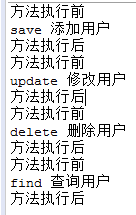 方法执行前
save 添加用户
方法执行后
方法执行前
update 修改用户
方法执行后
方法执行前
delete 删除用户
方法执行后
方法执行前
find 查询用户
方法执行后